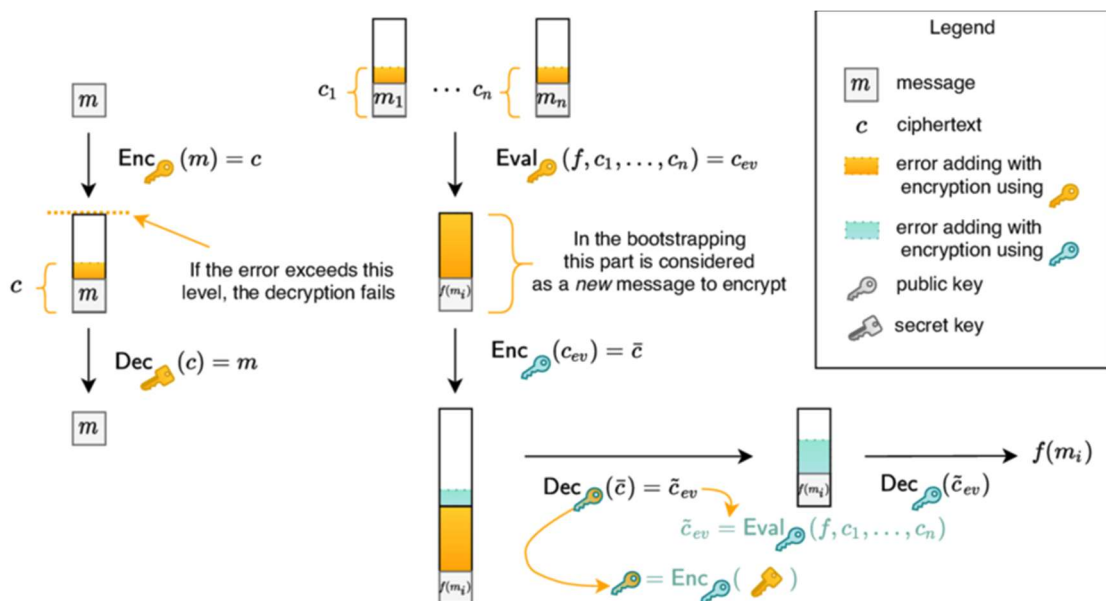 m
Enc (m) = c
If the error exceeds this
level, the decryption fails
c
m
Dec (c) = m
m
c₁ m₁ ··· cₙ mₙ
Eval (f, c₁, . . . , cₙ) = cₑᵥ
f(mᵢ)
In the bootstrapping
this part is considered
as a new message to encrypt
Enc (cₑᵥ) = c̄
f(mᵢ)
Dec (c̄) = c̃ₑᵥ
c̃ₑᵥ = Eval (f, c₁, . . . , cₙ)
= Enc ( )
f(mᵢ)
Dec (c̃ₑᵥ)
f(mᵢ)
Legend
m message
c ciphertext
error adding with
encryption using
error adding with
encryption using
public key
secret key